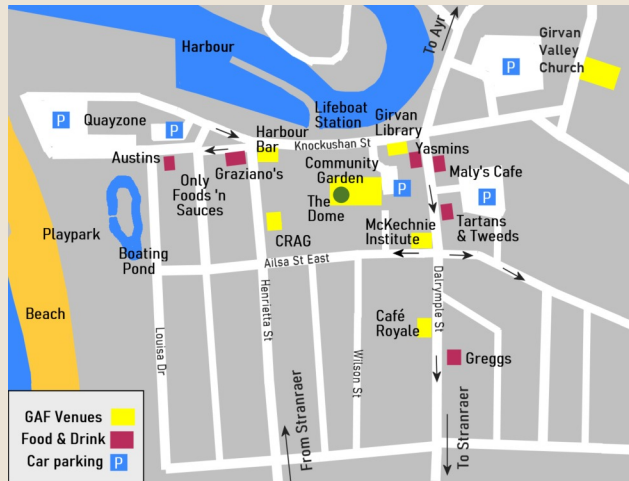 Harbour
To Ayr
Girvan
Valley
Church
P
P
Quayzone
P
Lifeboat
Station
Girvan
Library
Harbour
Bar
Knockushan St
Yasmins
Austins
Graziano's
Community
Garden
P
Maly's Cafe
P
Only
Foods 'n
Sauces
The
Dome
McKechnie
Institute
Tartans
& Tweeds
Playpark
CRAG
Boating
Pond
Ailsa St East
Beach
Louisa Dr
Henrietta St
Wilson St
Dalrymple St
Café
Royale
Greggs
From Stranraer
To Stranraer
GAF Venues
Food & Drink
Car parking
P